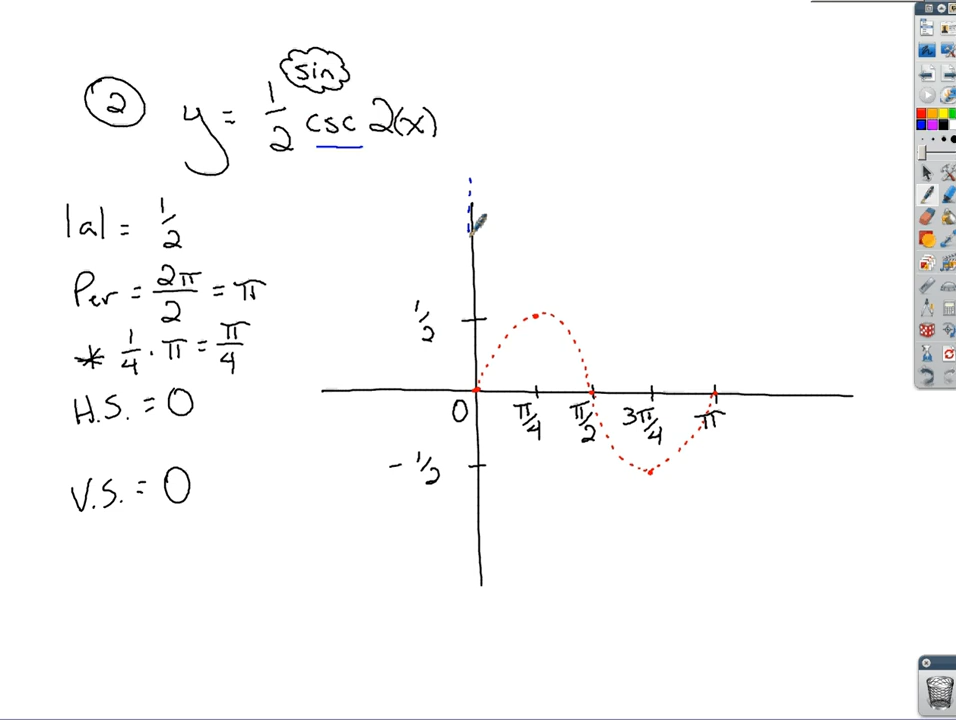 sin
② y = 1/2 csc 2(x)
|a| = 1/2
Per = 2π/2 = π
* 1/4 · π = π/4
H.S. = 0
V.S. = 0
1/2
0 π/4 π/2 3π/4 π
- 1/2